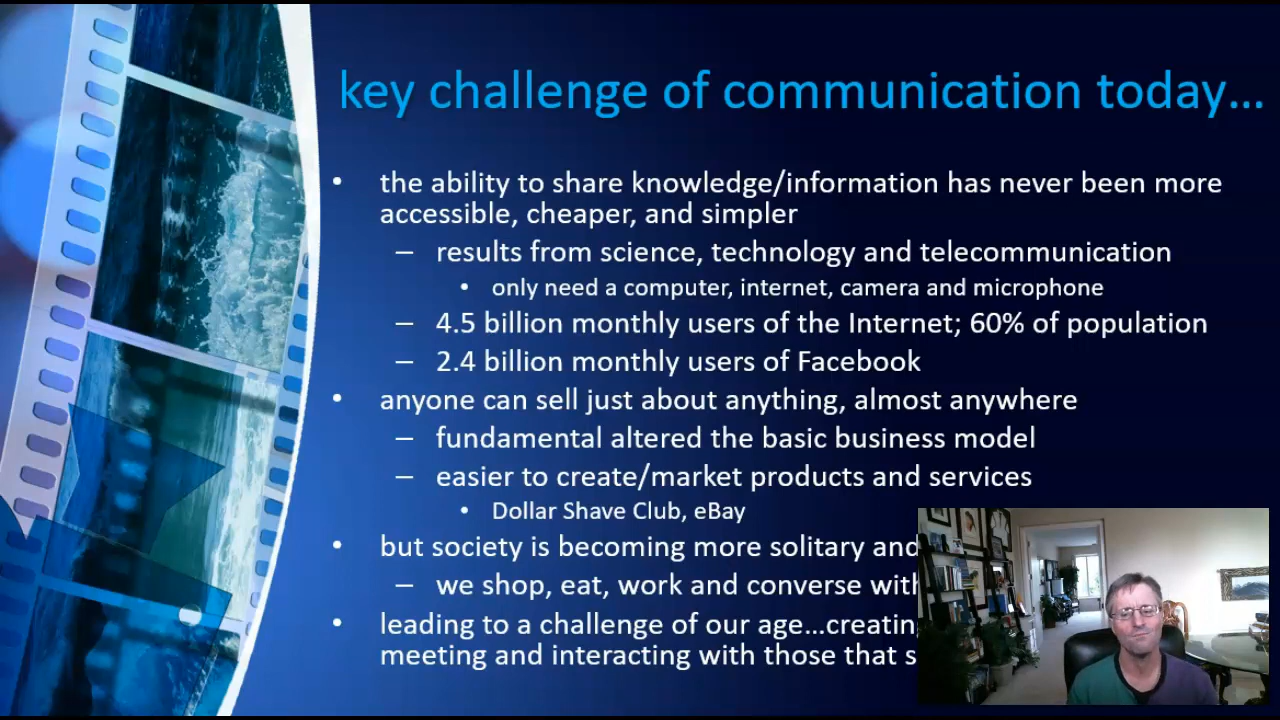 key challenge of communication today...
• the ability to share knowledge/information has never been more
accessible, cheaper, and simpler
– results from science, technology and telecommunication
• only need a computer, internet, camera and microphone
– 4.5 billion monthly users of the Internet; 60% of population
– 2.4 billion monthly users of Facebook
• anyone can sell just about anything, almost anywhere
– fundamental altered the basic business model
– easier to create/market products and services
• Dollar Shave Club, eBay
• but society is becoming more solitary and
– we shop, eat, work and converse
• leading to a challenge of our age...
meeting and interacting with those that